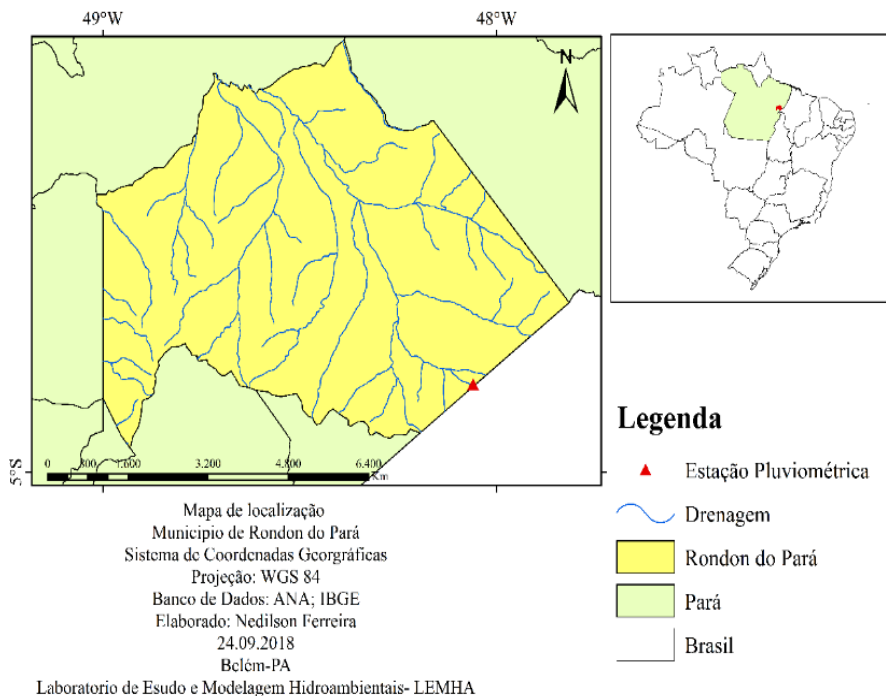 49°W
48°W
N
5°S
0 800 1.600 3.200 4.800 6.400
Km
Legenda
Estação Pluviométrica
Drenagem
Rondon do Pará
Pará
Brasil
Mapa de localização
Municipio de Rondon do Pará
Sistema de Coordenadas Georgráficas
Projeção: WGS 84
Banco de Dados: ANA; IBGE
Elaborado: Nedilson Ferreira
24.09.2018
Belém-PA
Laboratorio de Esudo e Modelagem Hidroambientais- LEMHA